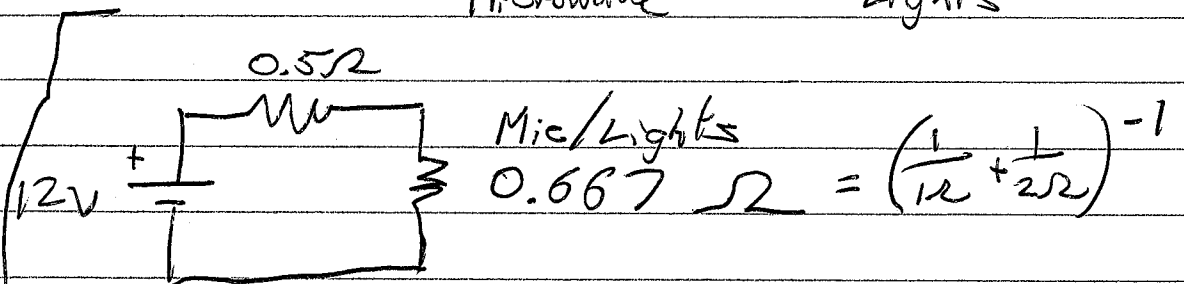 Microwave Lights
0.5Ω
Mic/Lights
+
12V 0.667 Ω = (1/1Ω + 1/2Ω)^-1